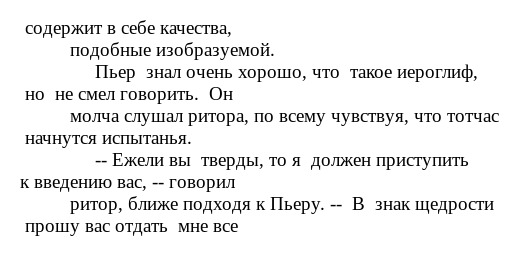 содержит в себе качества,
подобные изобразуемой.
Пьер знал очень хорошо, что такое иероглиф,
но не смел говорить. Он
молча слушал ритора, по всему чувствуя, что тотчас
начнутся испытанья.
-- Ежели вы тверды, то я должен приступить
к введению вас, -- говорил
ритор, ближе подходя к Пьеру. -- В знак щедрости
прошу вас отдать мне все